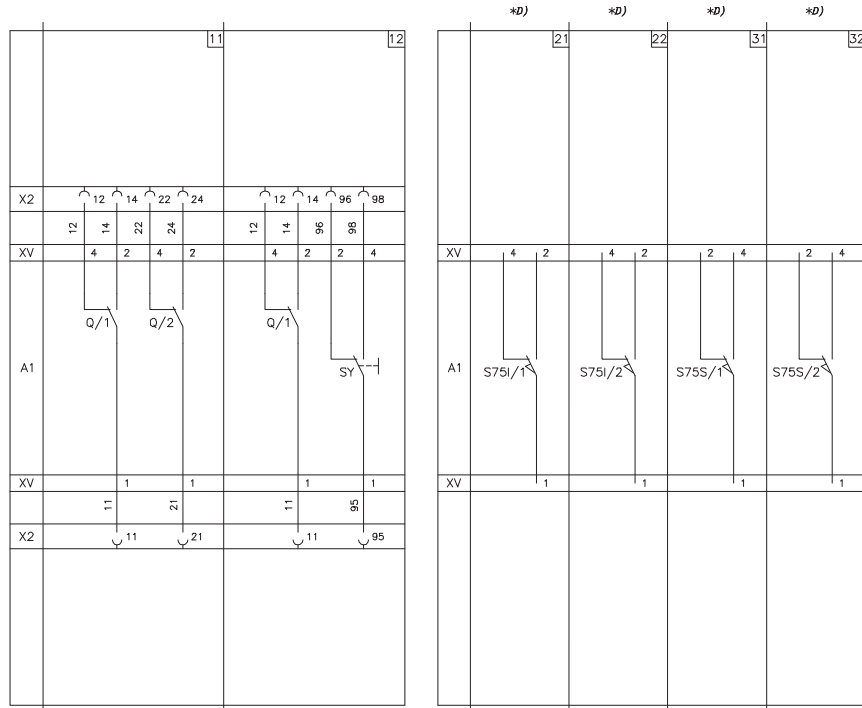 *D) *D) *D) *D)
11 12 21 22 31 32
X2 12 14 22 24 12 14 96 98
12 14 22 24 12 14 96 98
XV 4 2 4 2 4 2 2 4 XV 4 2 4 2 2 4 2 4
Q/1 Q/2 Q/1
A1 SY A1 S75I/1 S75I/2 S75S/1 S75S/2
XV 1 1 1 1 XV 1 1 1 1
11 21 11 95
X2 11 21 11 95